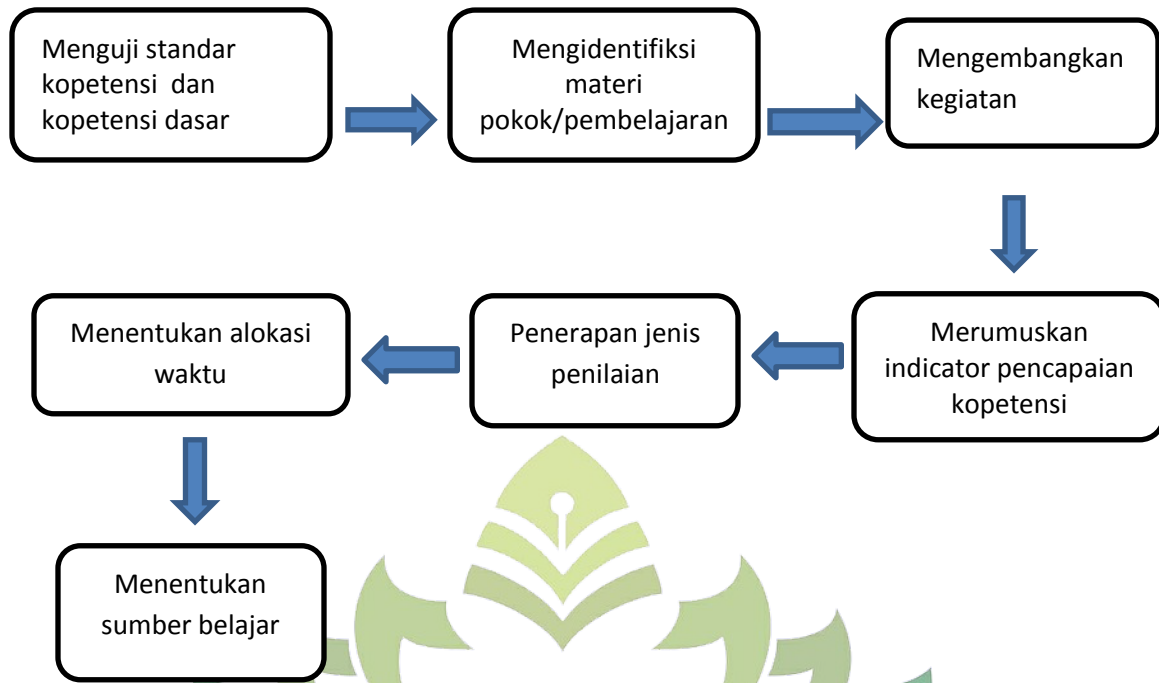 Menguji standar
kopetensi dan
kopetensi dasar
Mengidentifiksi
materi
pokok/pembelajaran
Mengembangkan
kegiatan
Merumuskan
indicator pencapaian
kopetensi
Penerapan jenis
penilaian
Menentukan alokasi
waktu
Menentukan
sumber belajar